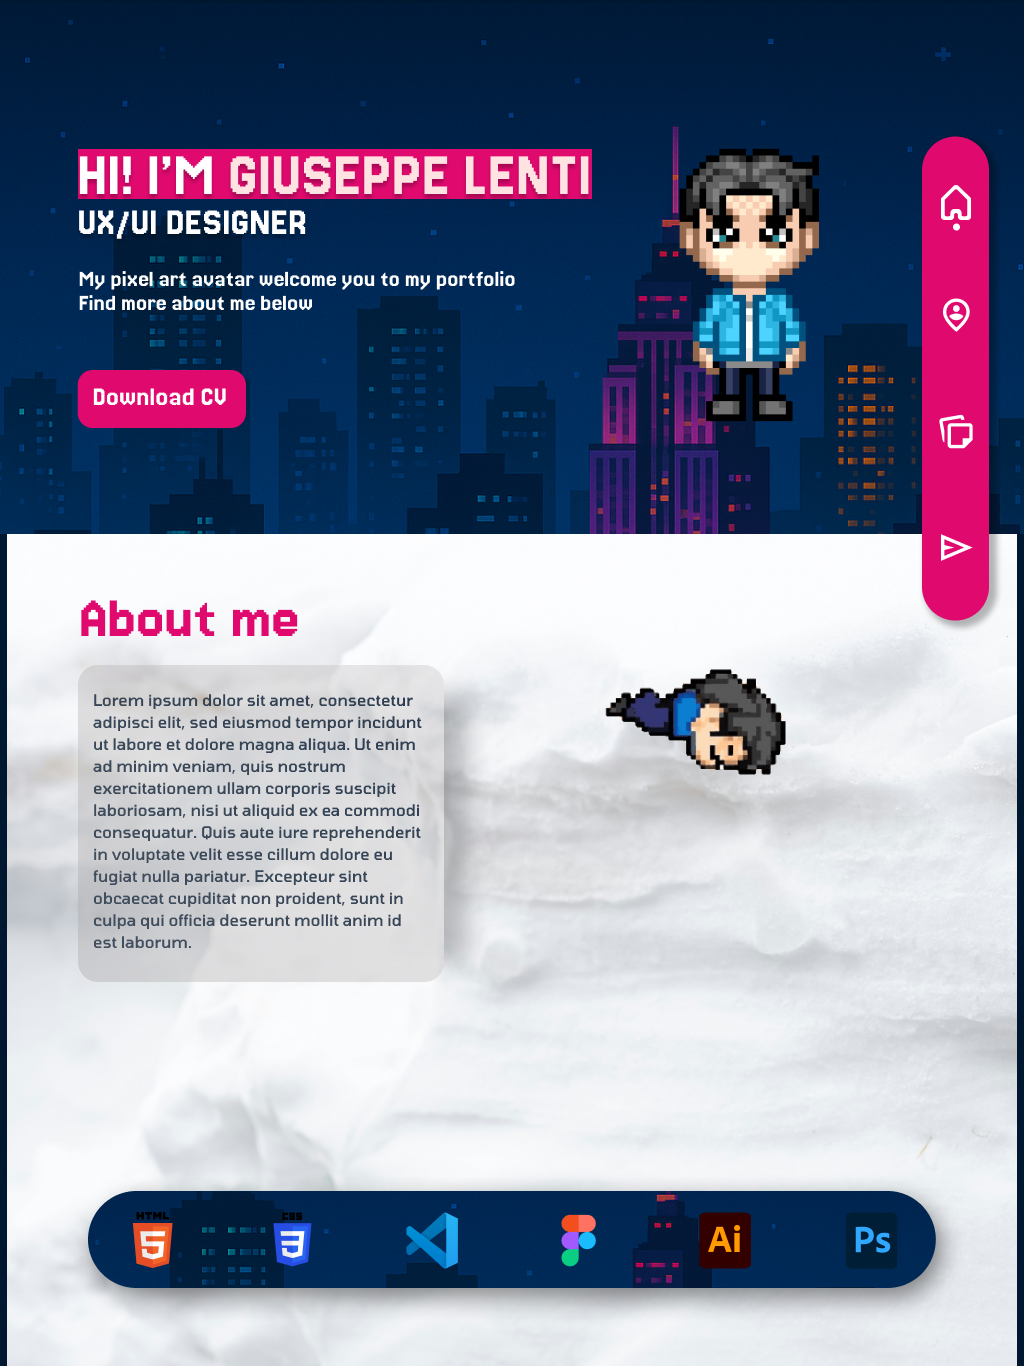 HI! I'M GIUSEPPE LENTI
UX/UI DESIGNER
My pixel art avatar welcome you to my portfolio
Find more about me below
Download CV
About me
Lorem ipsum dolor sit amet, consectetur
adipisci elit, sed eiusmod tempor incidunt
ut labore et dolore magna aliqua. Ut enim
ad minim veniam, quis nostrum
exercitationem ullam corporis suscipit
laboriosam, nisi ut aliquid ex ea commodi
consequatur. Quis aute iure reprehenderit
in voluptate velit esse cillum dolore eu
fugiat nulla pariatur. Excepteur sint
obcaecat cupiditat non proident, sunt in
culpa qui officia deserunt mollit anim id
est laborum.
HTML
5
CSS
3
Ai
Ps